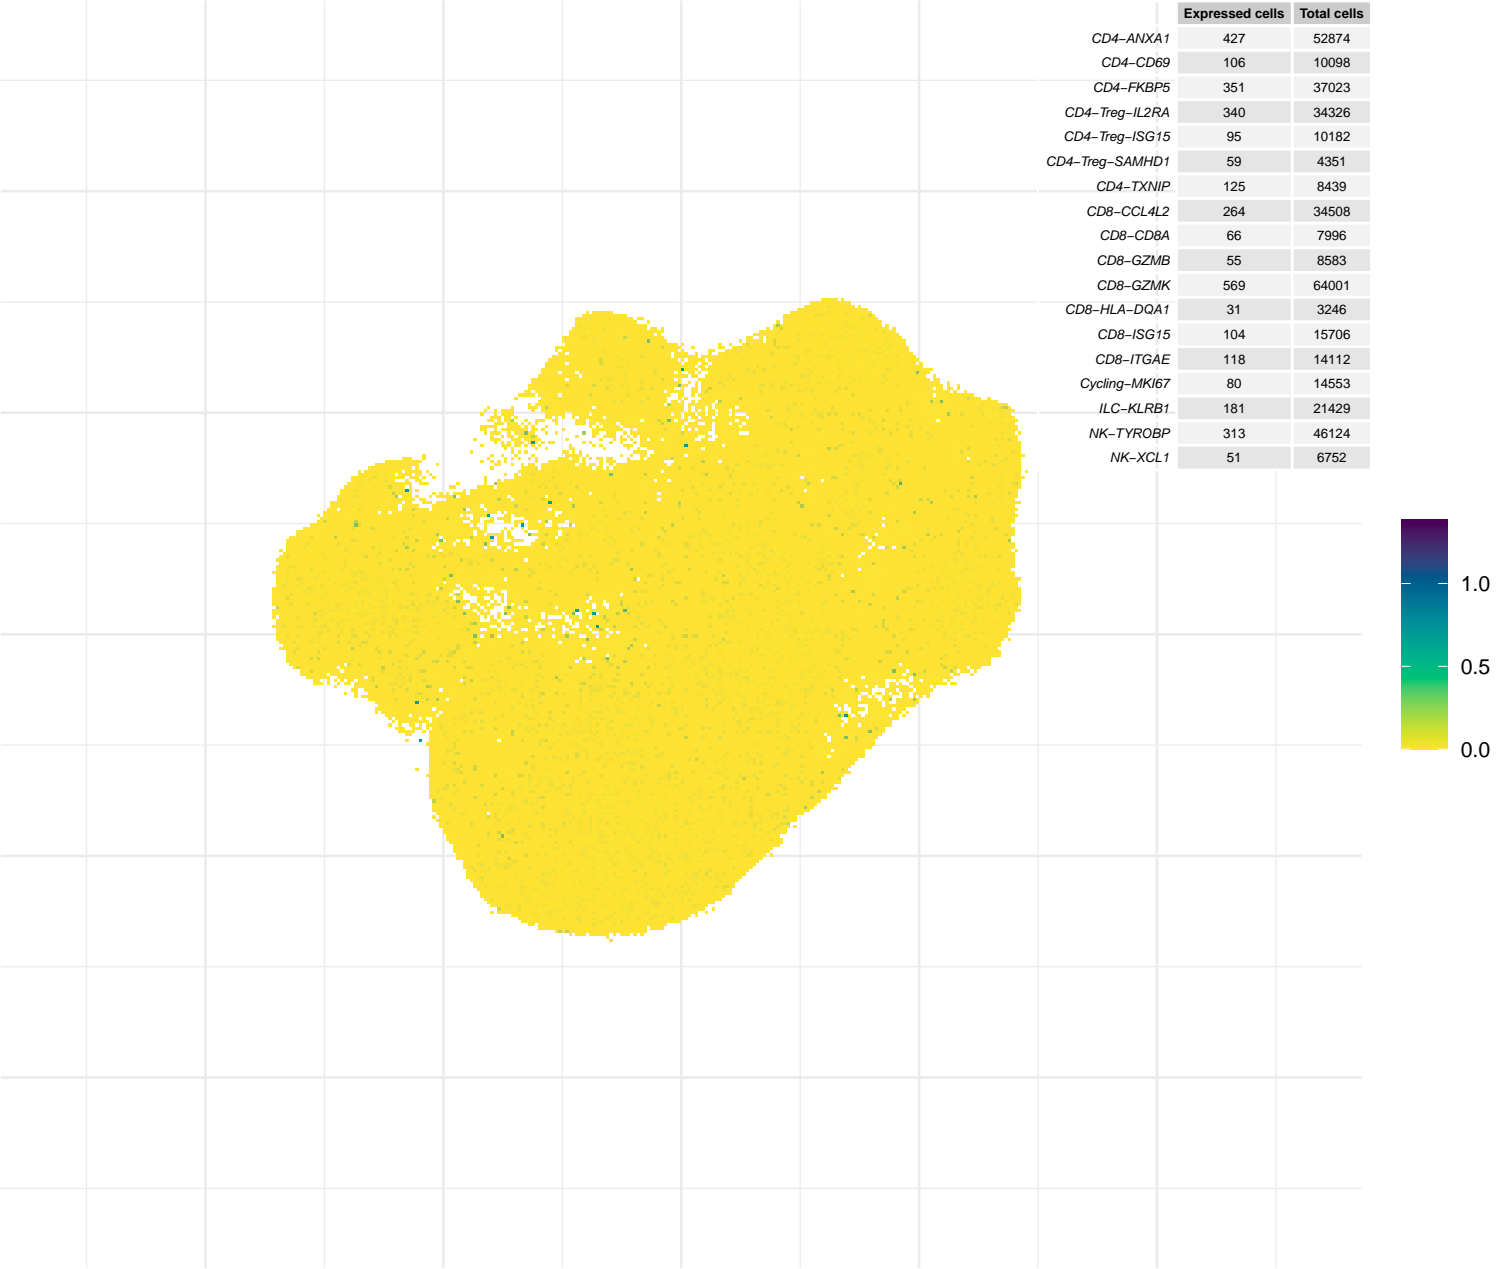 Expressed cells Total cells
CD4−ANXA1 427 52874
CD4−CD69 106 10098
CD4−FKBP5 351 37023
CD4−Treg−IL2RA 340 34326
CD4−Treg−ISG15 95 10182
CD4−Treg−SAMHD1 59 4351
CD4−TXNIP 125 8439
CD8−CCL4L2 264 34508
CD8−CD8A 66 7996
CD8−GZMB 55 8583
CD8−GZMK 569 64001
CD8−HLA−DQA1 31 3246
CD8−ISG15 104 15706
CD8−ITGAE 118 14112
Cycling−MKI67 80 14553
ILC−KLRB1 181 21429
NK−TYROBP 313 46124
NK−XCL1 51 6752
1.0
0.5
0.0